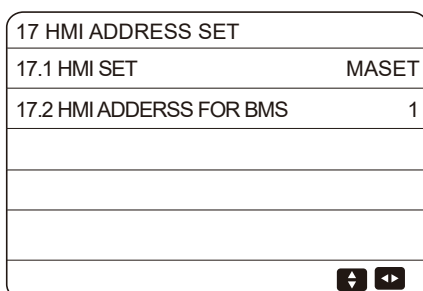 17 HMI ADDRESS SET
17.1 HMI SET MASET
17.2 HMI ADDERSS FOR BMS 1